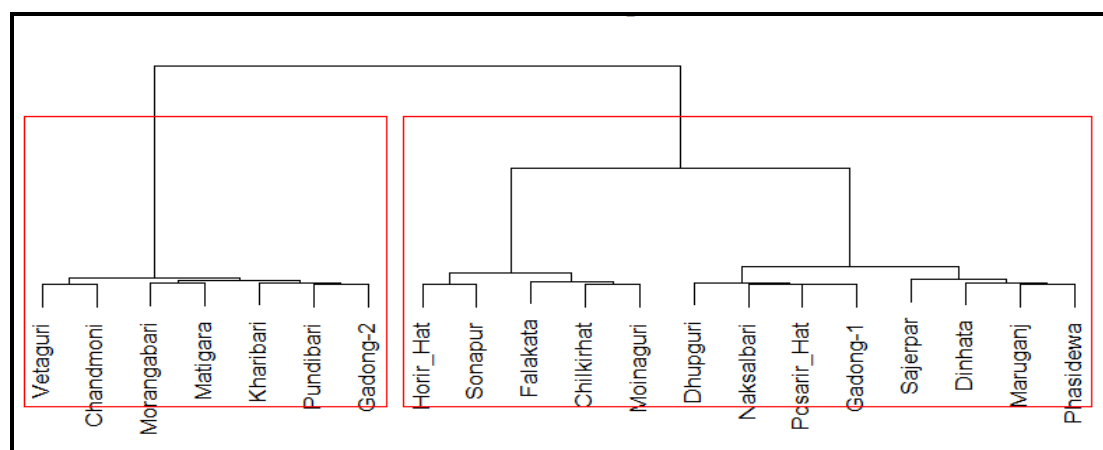 Vetaguri
Chandmoni
Morangabari
Matigara
Kharibari
Pundibari
Gadong-2
Horir_Hat
Sonapur
Falakata
Chilkirhat
Moinaguri
Dhupguri
Naksalbari
Posarir_Hat
Gadong-1
Sajerpar
Dinhata
Maruganj
Phasidewa